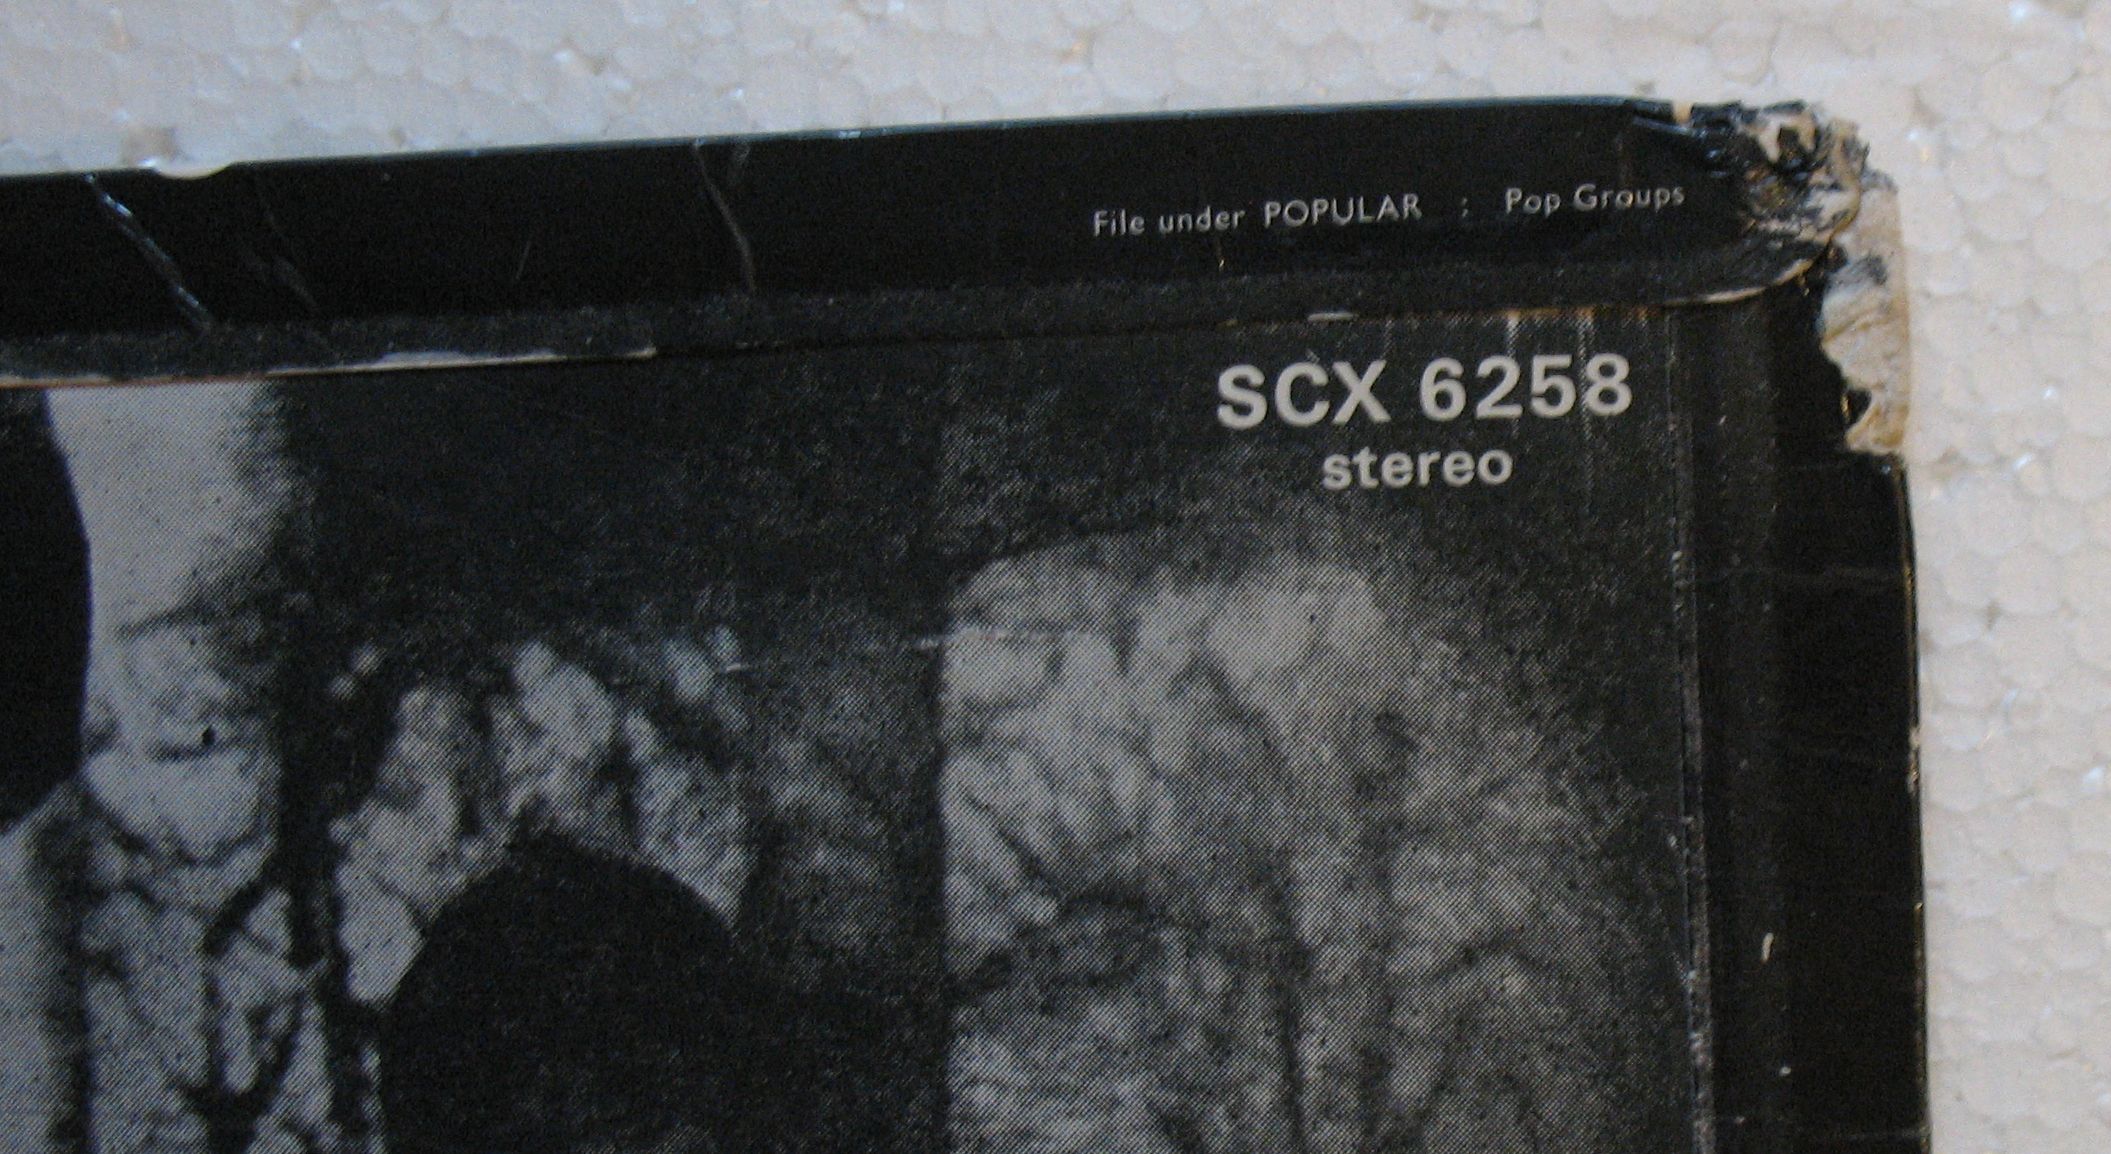 File under POPULAR : Pop Groups
SCX 6258
stereo